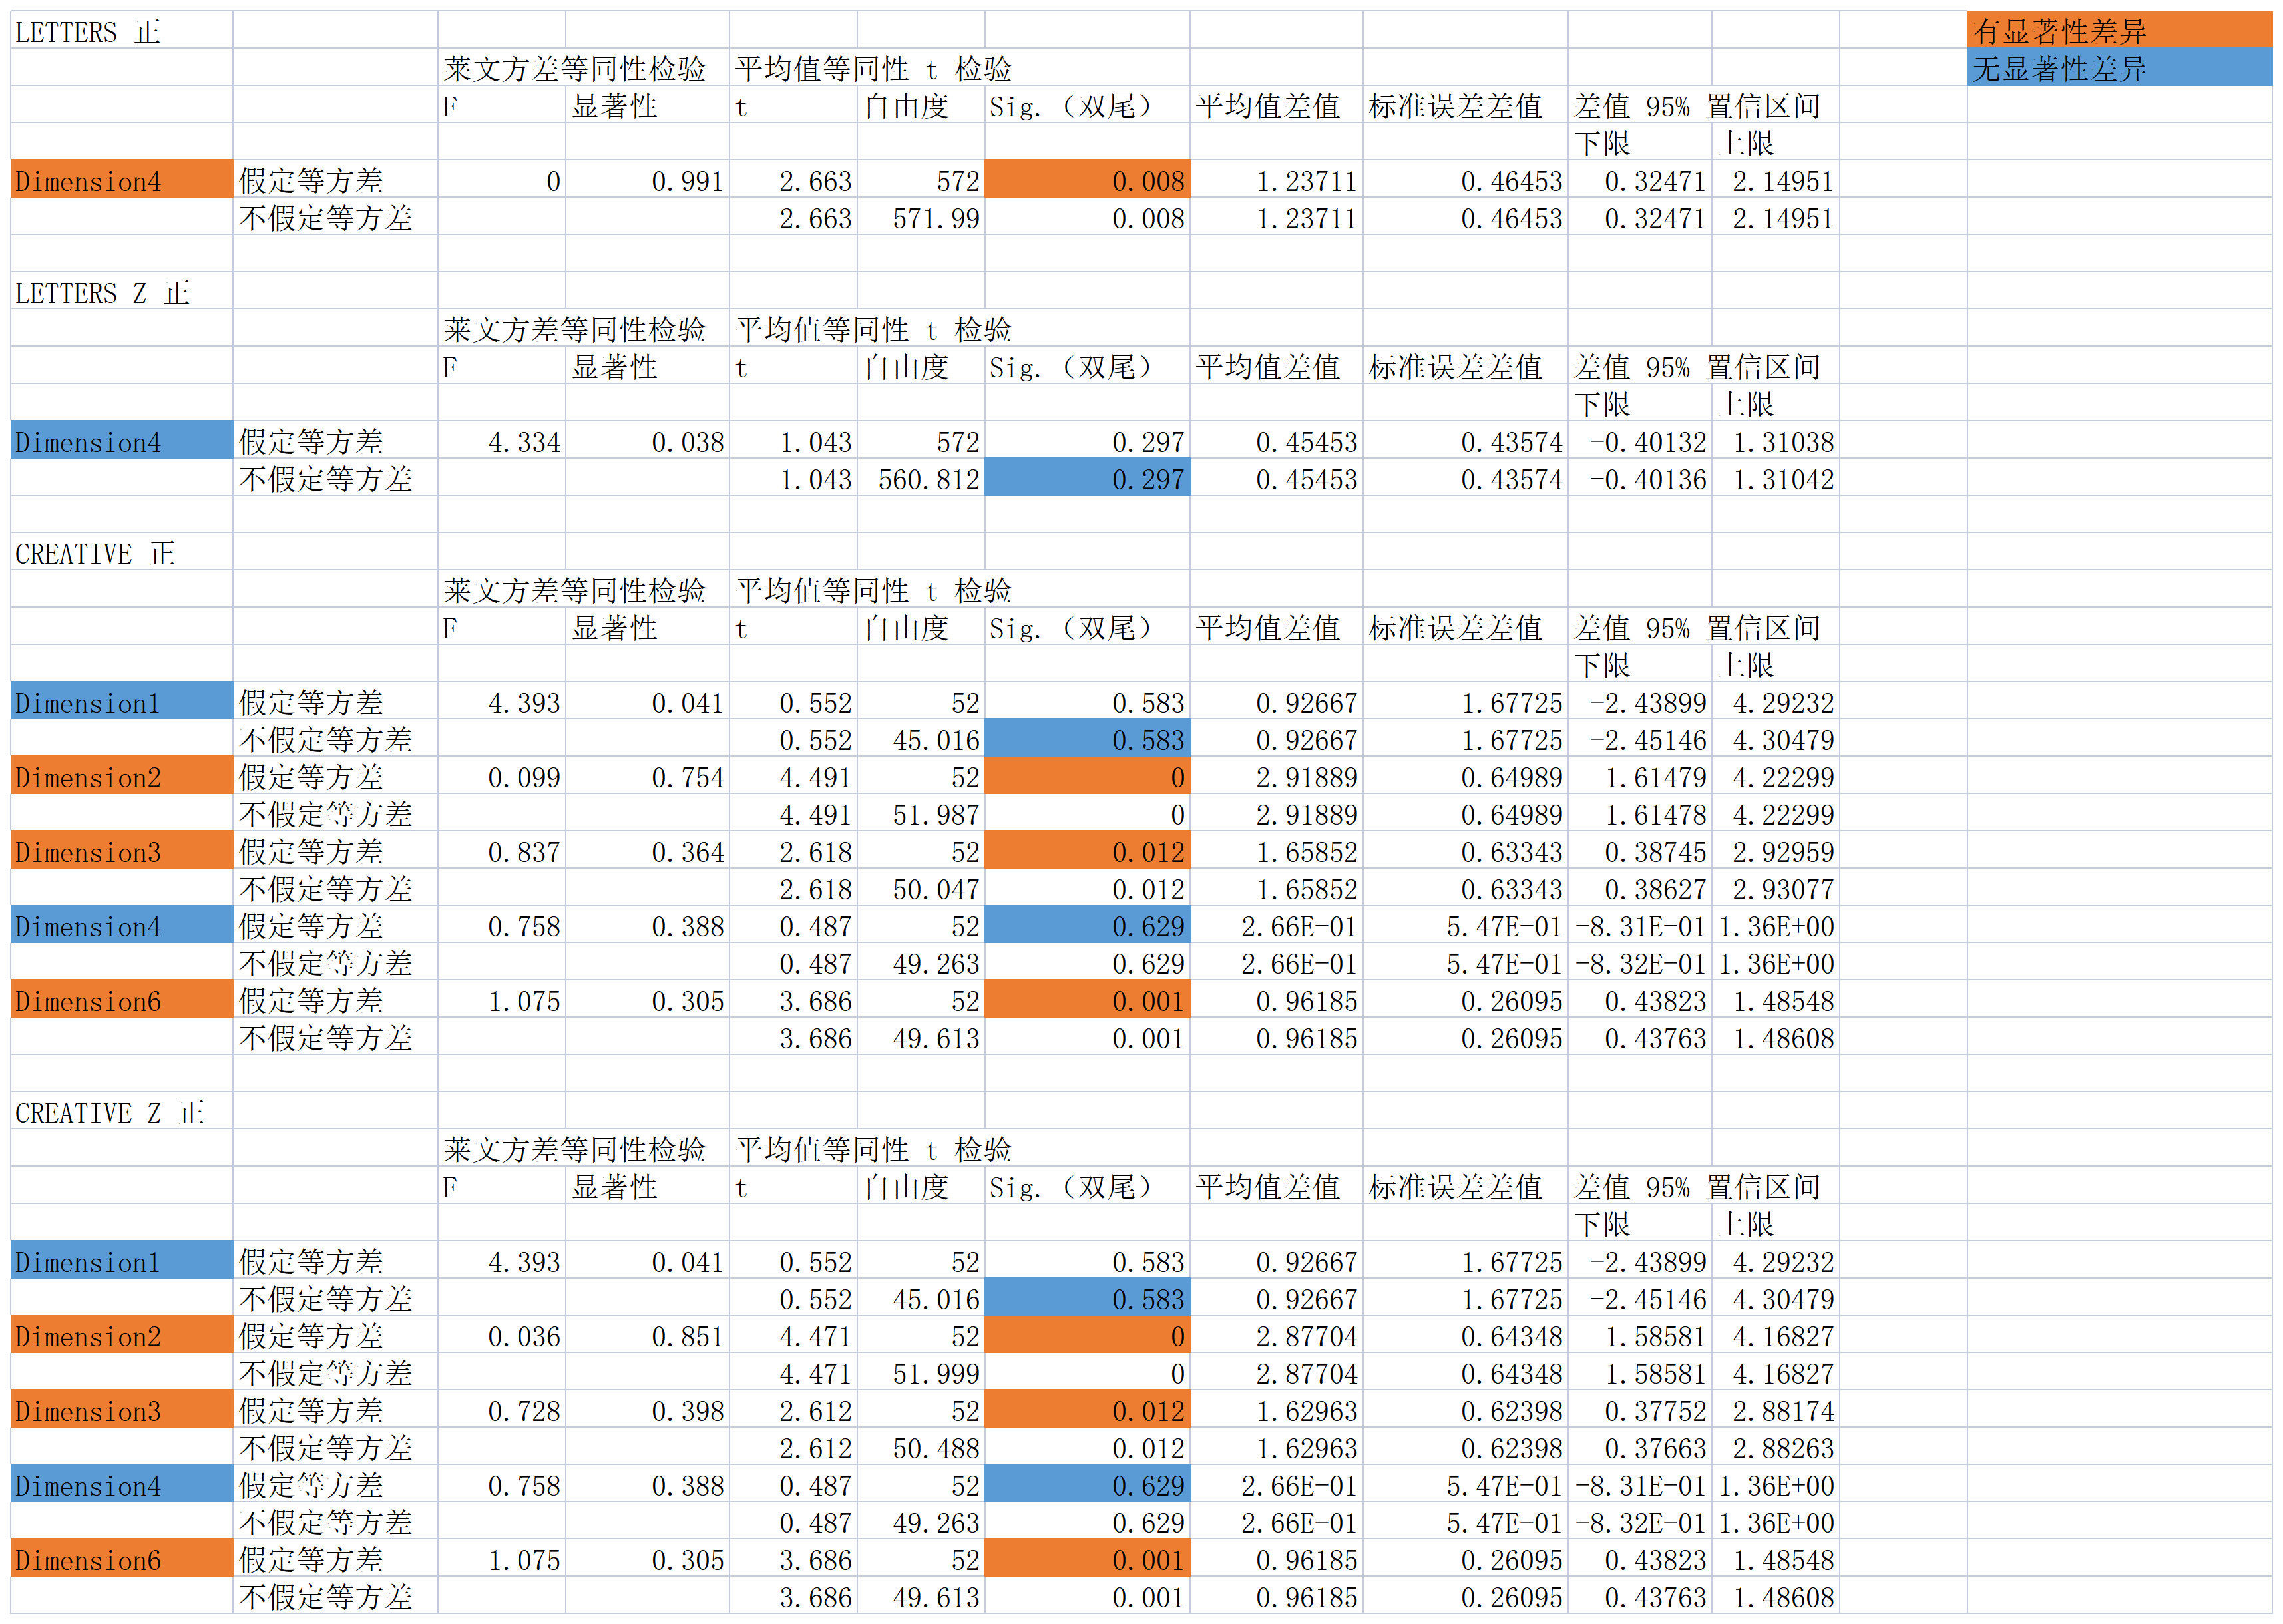 LETTERS 正 有显著性差异
莱文方差等同性检验 平均值等同性 t 检验 无显著性差异
F 显著性 t 自由度 Sig.（双尾） 平均值差值 标准误差差值 差值 95% 置信区间
下限 上限
Dimension4 假定等方差 0 0.991 2.663 572 0.008 1.23711 0.46453 0.32471 2.14951
不假定等方差 2.663 571.99 0.008 1.23711 0.46453 0.32471 2.14951
LETTERS Z 正
莱文方差等同性检验 平均值等同性 t 检验
F 显著性 t 自由度 Sig.（双尾） 平均值差值 标准误差差值 差值 95% 置信区间
下限 上限
Dimension4 假定等方差 4.334 0.038 1.043 572 0.297 0.45453 0.43574 -0.40132 1.31038
不假定等方差 1.043 560.812 0.297 0.45453 0.43574 -0.40136 1.31042
CREATIVE 正
莱文方差等同性检验 平均值等同性 t 检验
F 显著性 t 自由度 Sig.（双尾） 平均值差值 标准误差差值 差值 95% 置信区间
下限 上限
Dimension1 假定等方差 4.393 0.041 0.552 52 0.583 0.92667 1.67725 -2.43899 4.29232
不假定等方差 0.552 45.016 0.583 0.92667 1.67725 -2.45146 4.30479
Dimension2 假定等方差 0.099 0.754 4.491 52 0 2.91889 0.64989 1.61479 4.22299
不假定等方差 4.491 51.987 0 2.91889 0.64989 1.61478 4.22299
Dimension3 假定等方差 0.837 0.364 2.618 52 0.012 1.65852 0.63343 0.38745 2.92959
不假定等方差 2.618 50.047 0.012 1.65852 0.63343 0.38627 2.93077
Dimension4 假定等方差 0.758 0.388 0.487 52 0.629 2.66E-01 5.47E-01 -8.31E-01 1.36E+00
不假定等方差 0.487 49.263 0.629 2.66E-01 5.47E-01 -8.32E-01 1.36E+00
Dimension6 假定等方差 1.075 0.305 3.686 52 0.001 0.96185 0.26095 0.43823 1.48548
不假定等方差 3.686 49.613 0.001 0.96185 0.26095 0.43763 1.48608
CREATIVE Z 正
莱文方差等同性检验 平均值等同性 t 检验
F 显著性 t 自由度 Sig.（双尾） 平均值差值 标准误差差值 差值 95% 置信区间
下限 上限
Dimension1 假定等方差 4.393 0.041 0.552 52 0.583 0.92667 1.67725 -2.43899 4.29232
不假定等方差 0.552 45.016 0.583 0.92667 1.67725 -2.45146 4.30479
Dimension2 假定等方差 0.036 0.851 4.471 52 0 2.87704 0.64348 1.58581 4.16827
不假定等方差 4.471 51.999 0 2.87704 0.64348 1.58581 4.16827
Dimension3 假定等方差 0.728 0.398 2.612 52 0.012 1.62963 0.62398 0.37752 2.88174
不假定等方差 2.612 50.488 0.012 1.62963 0.62398 0.37663 2.88263
Dimension4 假定等方差 0.758 0.388 0.487 52 0.629 2.66E-01 5.47E-01 -8.31E-01 1.36E+00
不假定等方差 0.487 49.263 0.629 2.66E-01 5.47E-01 -8.32E-01 1.36E+00
Dimension6 假定等方差 1.075 0.305 3.686 52 0.001 0.96185 0.26095 0.43823 1.48548
不假定等方差 3.686 49.613 0.001 0.96185 0.26095 0.43763 1.48608